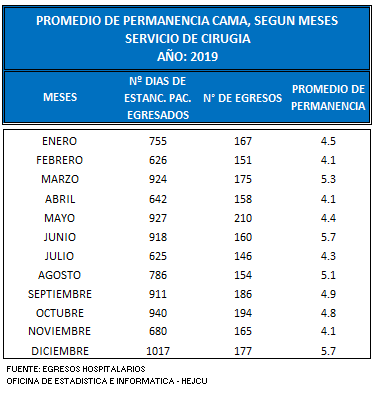 PROMEDIO DE PERMANENCIA CAMA, SEGUN MESES
SERVICIO DE CIRUGIA
AÑO: 2019
MESES Nº DIAS DE ESTANC. PAC. EGRESADOS N° DE EGRESOS PROMEDIO DE PERMANENCIA
ENERO 755 167 4.5
FEBRERO 626 151 4.1
MARZO 924 175 5.3
ABRIL 642 158 4.1
MAYO 927 210 4.4
JUNIO 918 160 5.7
JULIO 625 146 4.3
AGOSTO 786 154 5.1
SEPTIEMBRE 911 186 4.9
OCTUBRE 940 194 4.8
NOVIEMBRE 680 165 4.1
DICIEMBRE 1017 177 5.7
FUENTE: EGRESOS HOSPITALARIOS
OFICINA DE ESTADISTICA E INFORMATICA - HEJCU